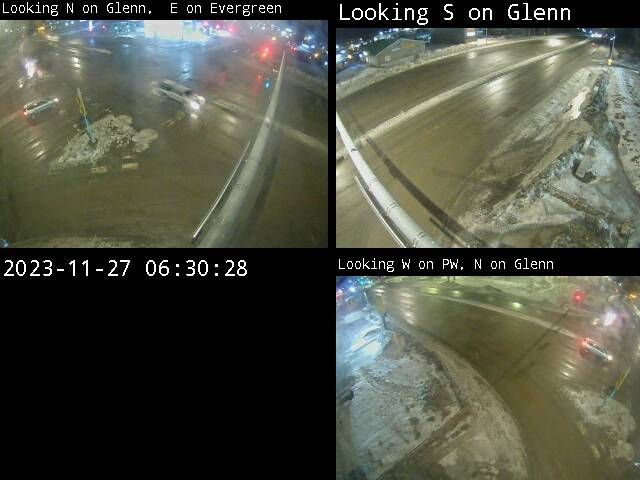 Looking N on Glenn, E on Evergreen
Looking S on Glenn
2023-11-27 06:30:28
Looking W on PW, N on Glenn